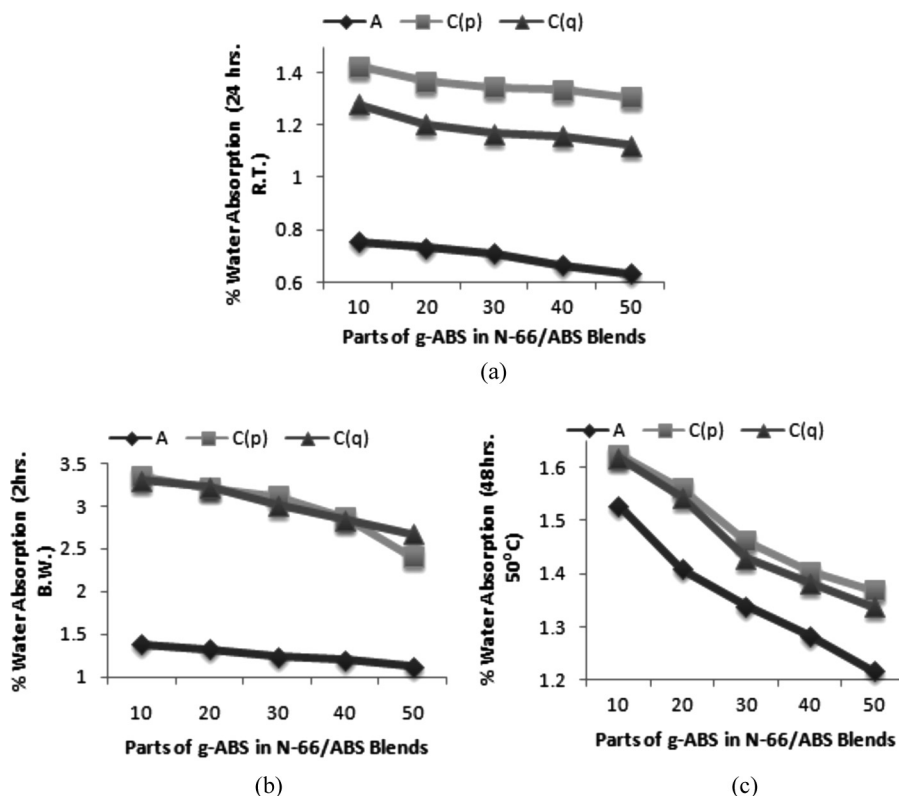 A C(p) C(q)
% Water Absorption (24 hrs.
R.T.)
1.4
1.2
1
0.8
0.6
10 20 30 40 50
Parts of g-ABS in N-66/ABS Blends
(a)
A C(p) C(q)
% Water Absorption (2hrs.
B.W.)
3.5
3
2.5
2
1.5
1
10 20 30 40 50
Parts of g-ABS in N-66/ABS Blends
(b)
A C(p) C(q)
% Water Absorption (48hrs.
50°C)
1.6
1.5
1.4
1.3
1.2
10 20 30 40 50
Parts of g-ABS in N-66/ABS Blends
(c)